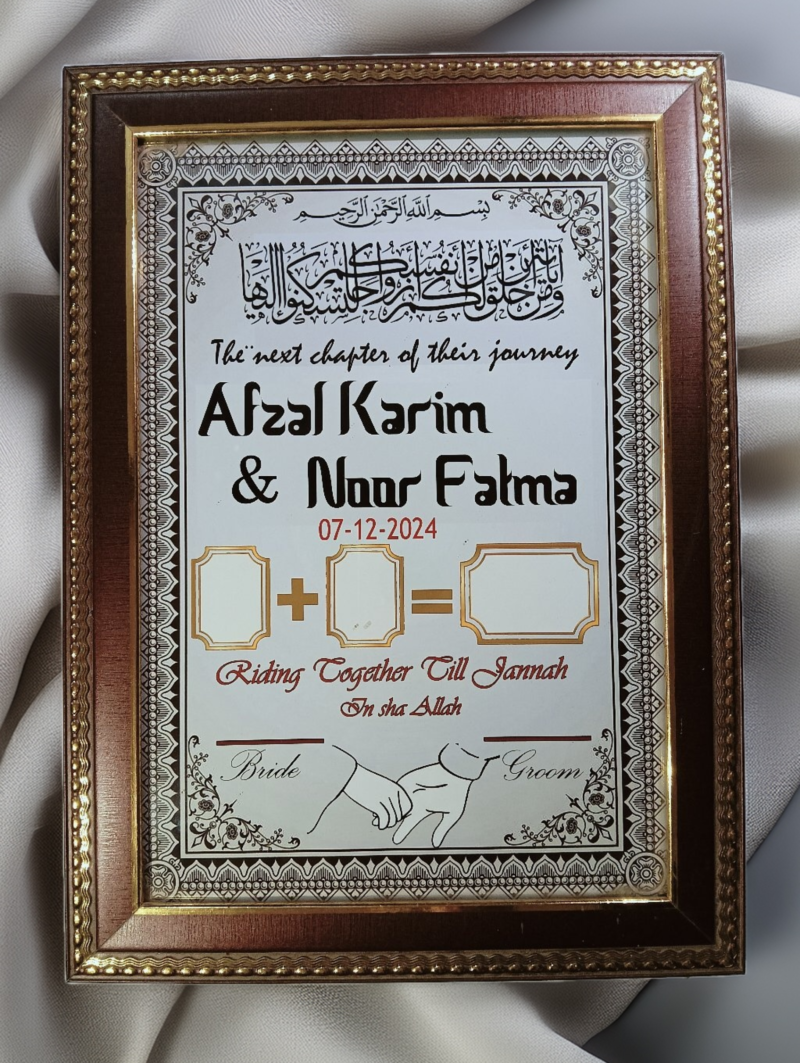 بسم الله الرحمن الرحيم
ومن آياته أن خلق لكم من أنفسكم أزواجا لتسكنوا إليها
The next chapter of their journey
Afzal Karim
& Noor Fatma
07-12-2024
+ =
Riding Together Till Jannah
In sha Allah
Bride Groom